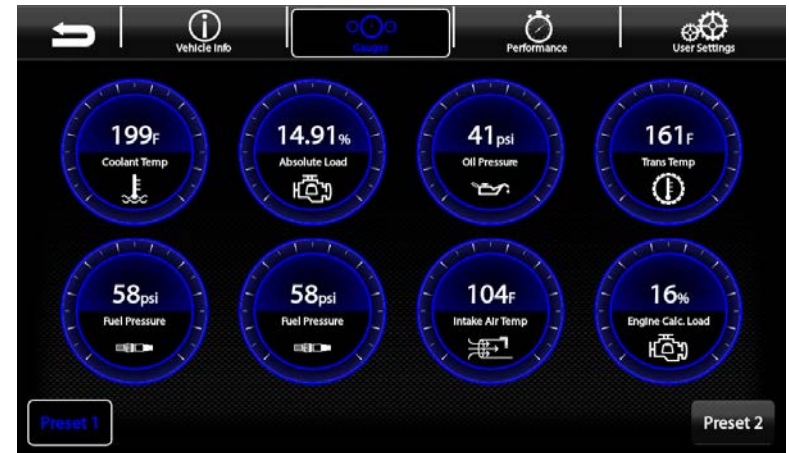 Vehicle Info
Gauges
Performance
User Settings
199F
Coolant Temp
14.91%
Absolute Load
41psi
Oil Pressure
161F
Trans Temp
58psi
Fuel Pressure
58psi
Fuel Pressure
104F
Intake Air Temp
16%
Engine Calc. Load
Preset 1
Preset 2